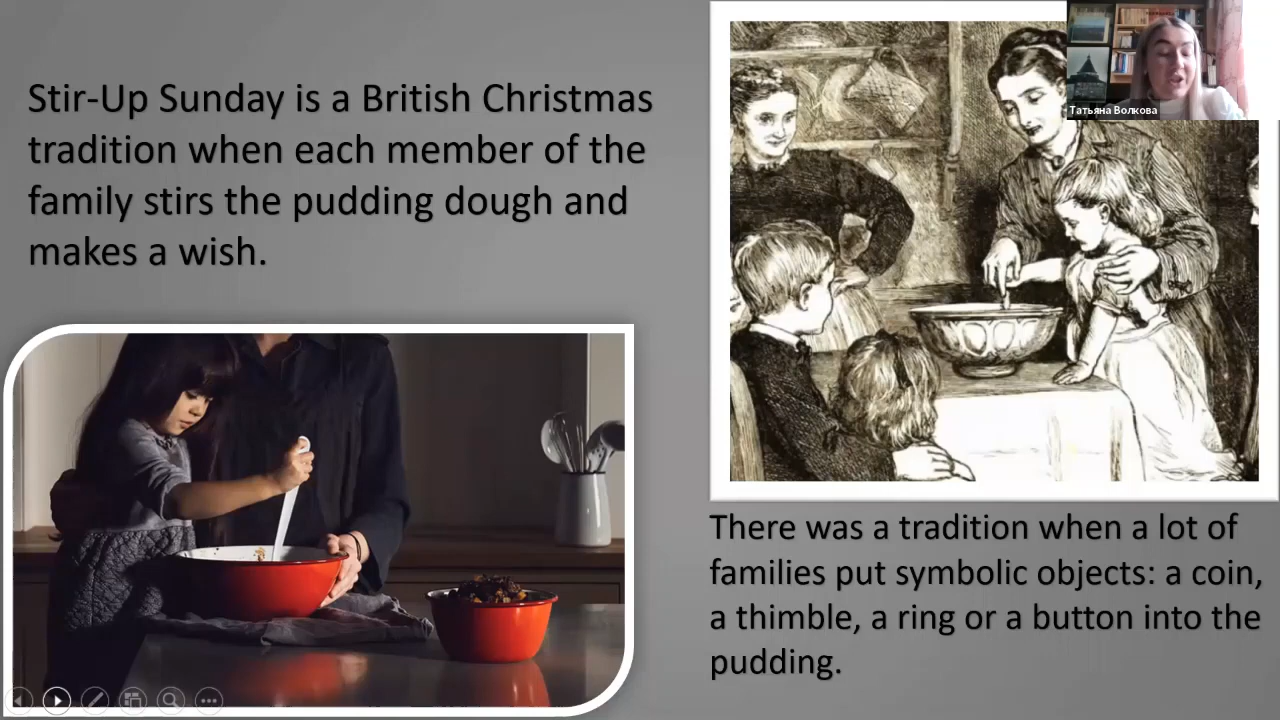 Stir-Up Sunday is a British Christmas
tradition when each member of the
family stirs the pudding dough and
makes a wish.
Татьяна Волкова
There was a tradition when a lot of
families put symbolic objects: a coin,
a thimble, a ring or a button into the
pudding.